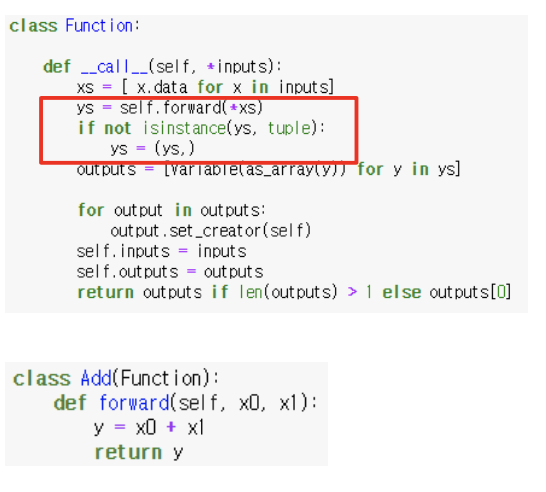 class Function:
def __call__(self, *inputs):
xs = [ x.data for x in inputs]
ys = self.forward(*xs)
if not isinstance(ys, tuple):
ys = (ys,)
outputs = [Variable(as_array(y)) for y in ys]
for output in outputs:
output.set_creator(self)
self.inputs = inputs
self.outputs = outputs
return outputs if len(outputs) > 1 else outputs[0]
class Add(Function):
def forward(self, x0, x1):
y = x0 + x1
return y